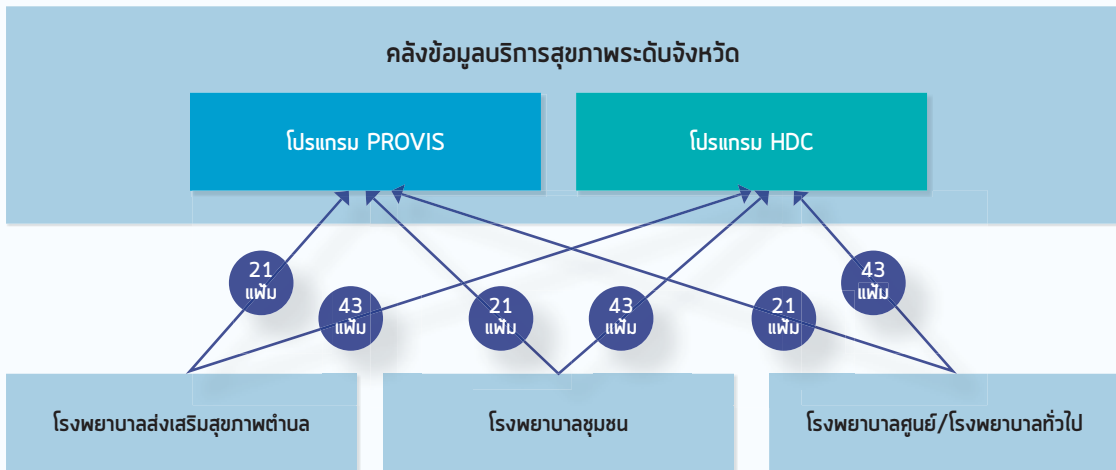 คลังข้อมูลบริการสุขภาพระดับจังหวัด
โปรแกรม PROVIS
โปรแกรม HDC
21
แฟ้ม
43
แฟ้ม
21
แฟ้ม
43
แฟ้ม
21
แฟ้ม
43
แฟ้ม
โรงพยาบาลส่งเสริมสุขภาพตำบล
โรงพยาบาลชุมชน
โรงพยาบาลศูนย์/โรงพยาบาลทั่วไป